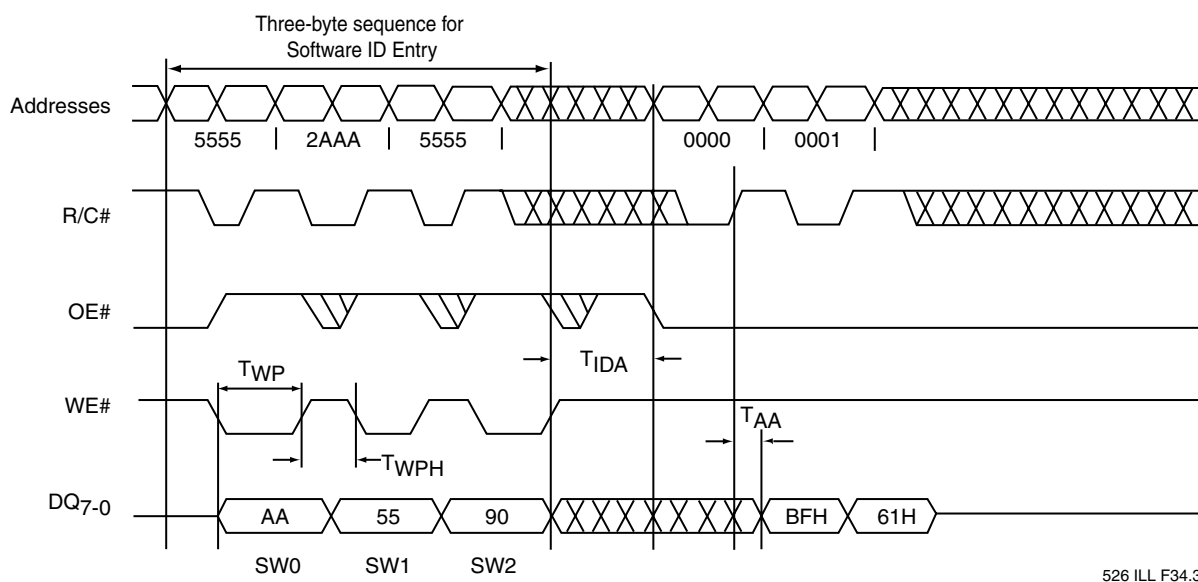 Three-byte sequence for
Software ID Entry
Addresses
5555 2AAA 5555 0000 0001
R/C#
OE#
TWP TIDA
WE#
TAA
TWPH
DQ7-0
AA 55 90 BFH 61H
SW0 SW1 SW2
526 ILL F34.3